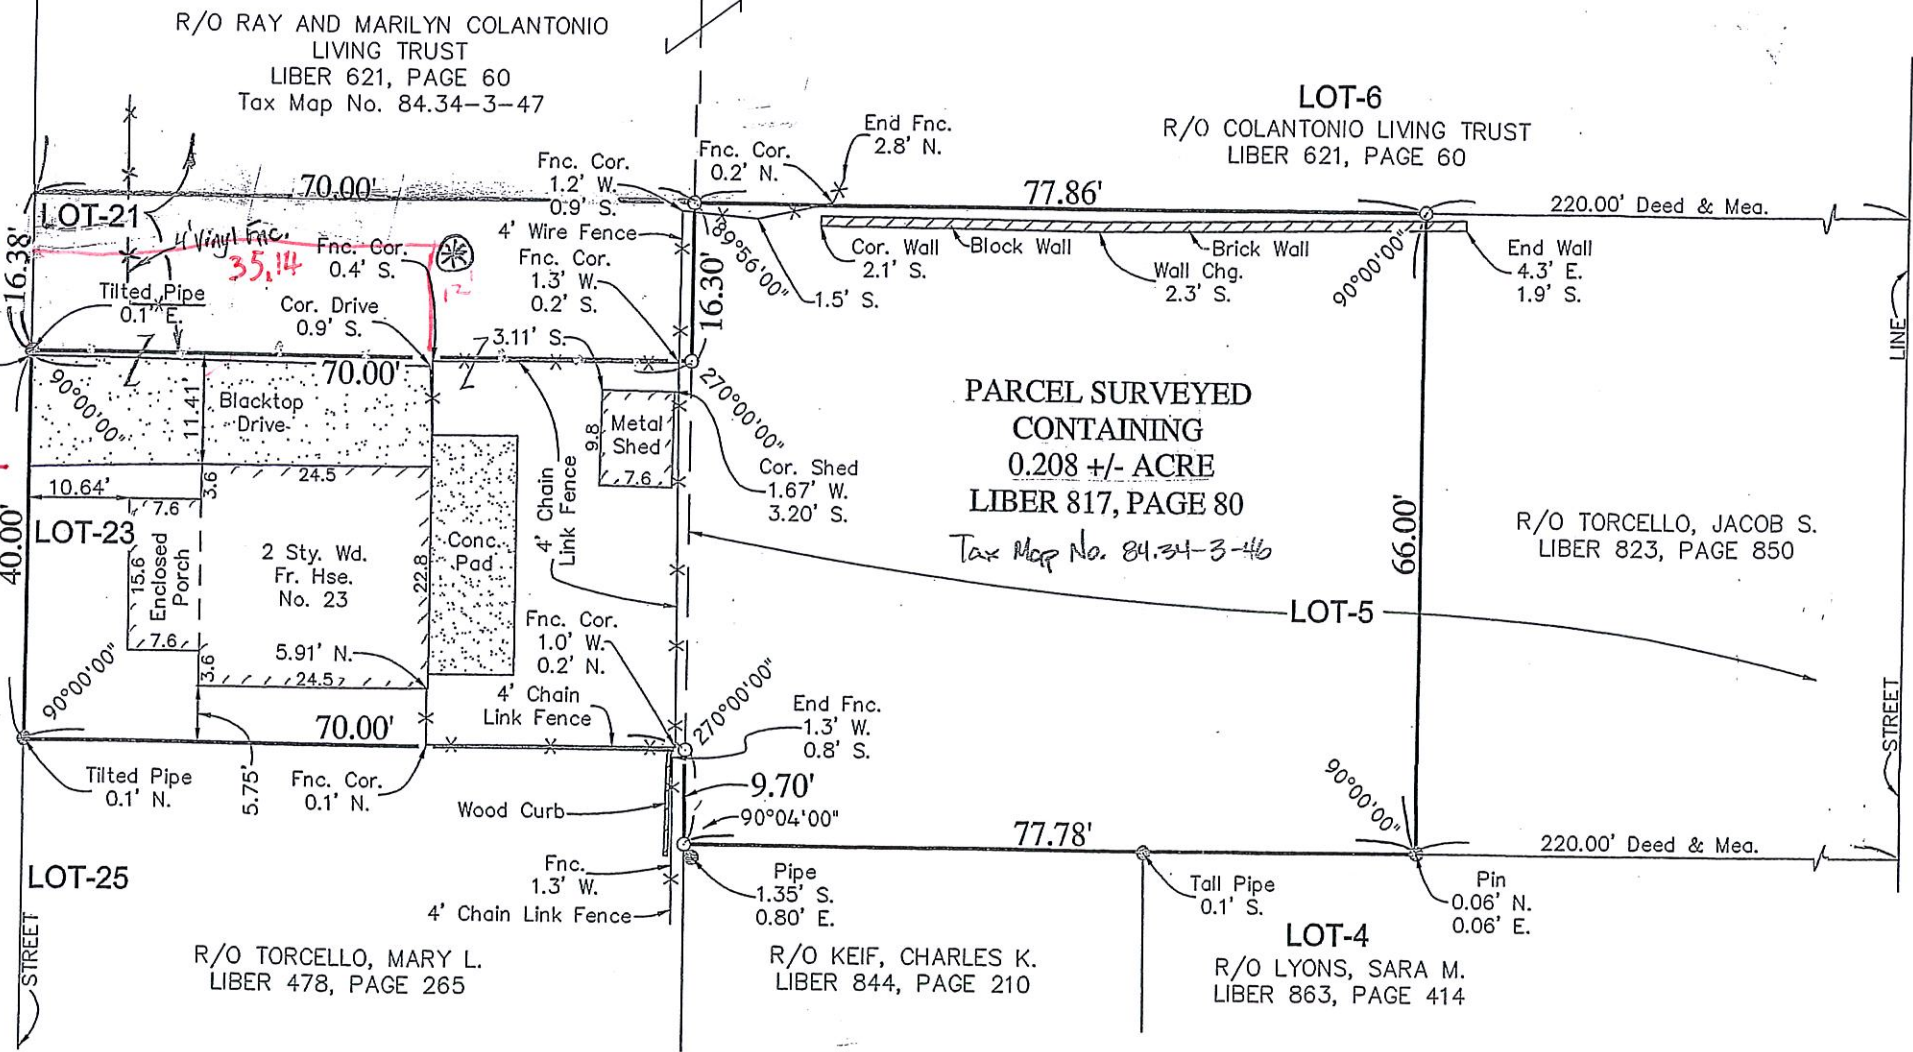 R/O RAY AND MARILYN COLANTONIO
LIVING TRUST
LIBER 621, PAGE 60
Tax Map No. 84.34-3-47
LOT-6
R/O COLANTONIO LIVING TRUST
LIBER 621, PAGE 60
End Fnc.
2.8' N.
Fnc. Cor.
0.2' N.
Fnc. Cor.
1.2' W.
0.9' S.
70.00'
77.86'
220.00' Deed & Mea.
LOT-21
16.38'
4' Vinyl Fnc.
35.14
12'
Fnc. Cor.
0.4' S.
4' Wire Fence
Fnc. Cor.
1.3' W.
0.2' S.
89°56'00"
16.30'
1.5' S.
Cor. Wall
2.1' S.
Block Wall
Wall Chg.
2.3' S.
Brick Wall
90°00'00"
End Wall
4.3' E.
1.9' S.
Tilted Pipe
0.1' E.
Cor. Drive
0.9' S.
3.11' S.
LINE
70.00'
90°00'00"
11.41
Blacktop
Drive
270°00'00"
Metal
Shed
9.8
7.6
Cor. Shed
1.67' W.
3.20' S.
PARCEL SURVEYED
CONTAINING
0.208 +/- ACRE
LIBER 817, PAGE 80
Tax Map No. 84.34-3-46
10.64'
3.6
24.5
7.6
LOT-23
40.00'
15.6
Enclosed
Porch
2 Sty. Wd.
Fr. Hse.
No. 23
22.8
Conc.
Pad
4' Chain
Link Fence
66.00'
R/O TORCELLO, JACOB S.
LIBER 823, PAGE 850
LOT-5
7.6
3.6
5.91' N.
24.5
90°00'00"
Fnc. Cor.
1.0' W.
0.2' N.
4' Chain
Link Fence
270°00'00"
End Fnc.
1.3' W.
0.8' S.
STREET
70.00'
Tilted Pipe
0.1' N.
5.75'
Fnc. Cor.
0.1' N.
Wood Curb
9.70'
90°04'00"
77.78'
90°00'00"
220.00' Deed & Mea.
LOT-25
Fnc.
1.3' W.
4' Chain Link Fence
Pipe
1.35' S.
0.80' E.
Tall Pipe
0.1' S.
Pin
0.06' N.
0.06' E.
STREET
R/O TORCELLO, MARY L.
LIBER 478, PAGE 265
R/O KEIF, CHARLES K.
LIBER 844, PAGE 210
LOT-4
R/O LYONS, SARA M.
LIBER 863, PAGE 414